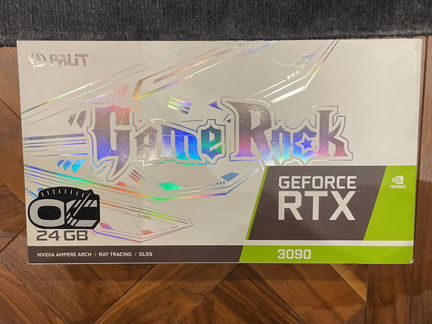 PALIT
GameRock
GEFORCE
RTX
NVIDIA
OC
24 GB
3090
NVIDIA AMPERE ARCH / RAY TRACING / DLSS